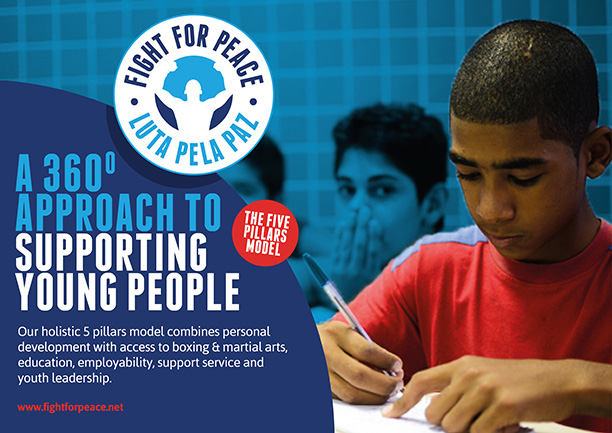 FIGHT FOR PEACE
LUTA PELA PAZ
A 360⁰
APPROACH TO
SUPPORTING
YOUNG PEOPLE
THE FIVE
PILLARS
MODEL
Our holistic 5 pillars model combines personal
development with access to boxing & martial arts,
education, employability, support service and
youth leadership.
www.fightforpeace.net